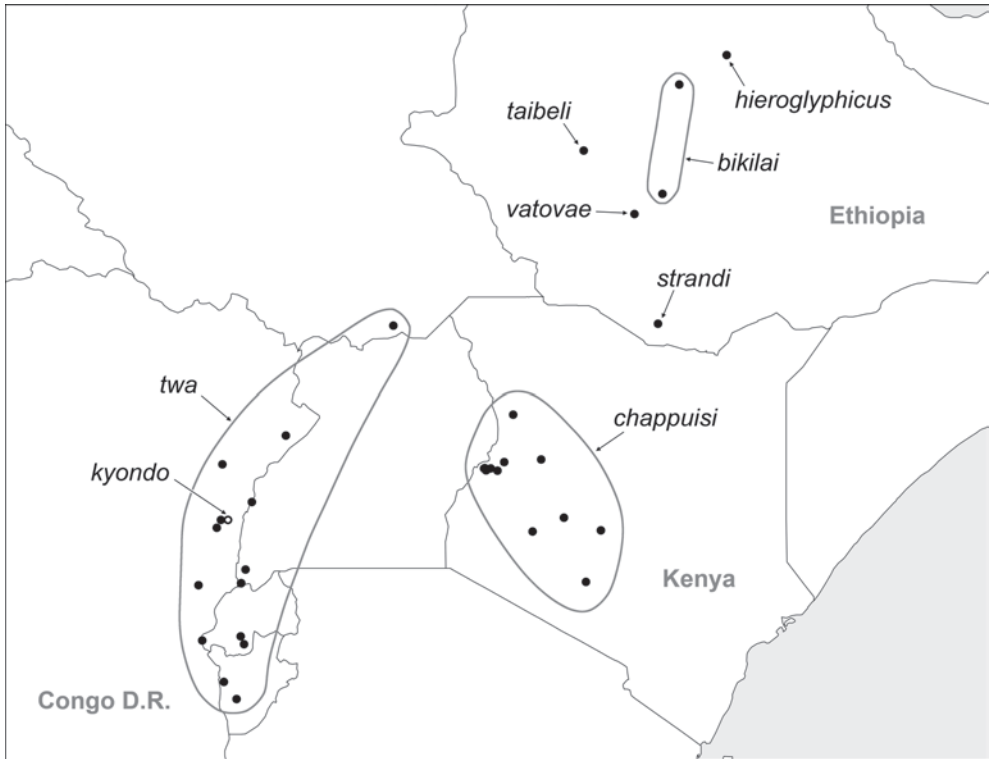 hieroglyphicus
taibeli
bikilai
vatovae
Ethiopia
strandi
twa
chappuisi
kyondo
Kenya
Congo D.R.